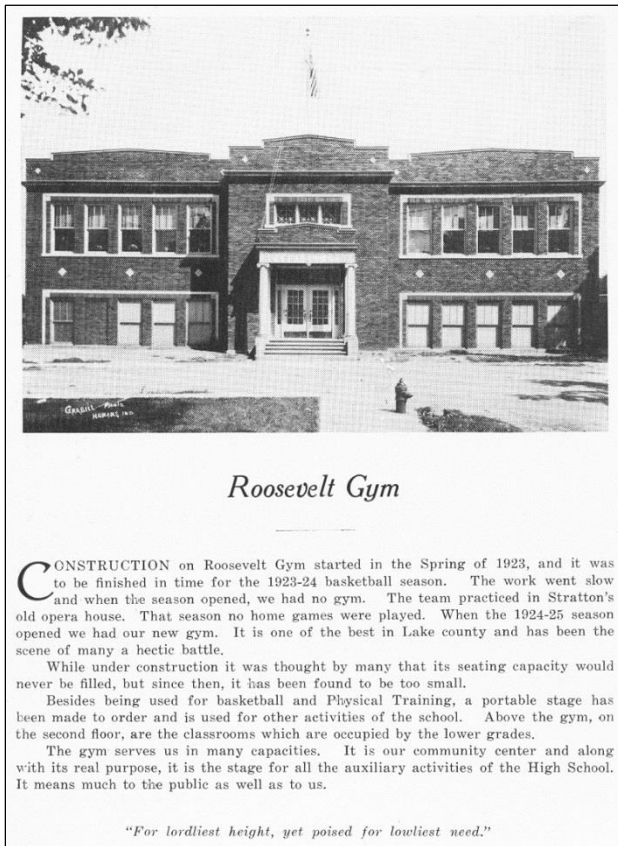 GRABILL PHOTO
HOBART, IND.
Roosevelt Gym
CONSTRUCTION on Roosevelt Gym started in the Spring of 1923, and it was
to be finished in time for the 1923-24 basketball season. The work went slow
and when the season opened, we had no gym. The team practiced in Stratton's
old opera house. That season no home games were played. When the 1924-25 season
opened we had our new gym. It is one of the best in Lake county and has been the
scene of many a hectic battle.
While under construction it was thought by many that its seating capacity would
never be filled, but since then, it has been found to be too small.
Besides being used for basketball and Physical Training, a portable stage has
been made to order and is used for other activities of the school. Above the gym, on
the second floor, are the classrooms which are occupied by the lower grades.
The gym serves us in many capacities. It is our community center and along
with its real purpose, it is the stage for all the auxiliary activities of the High School.
It means much to the public as well as to us.
"For lordliest height, yet poised for lowliest need."